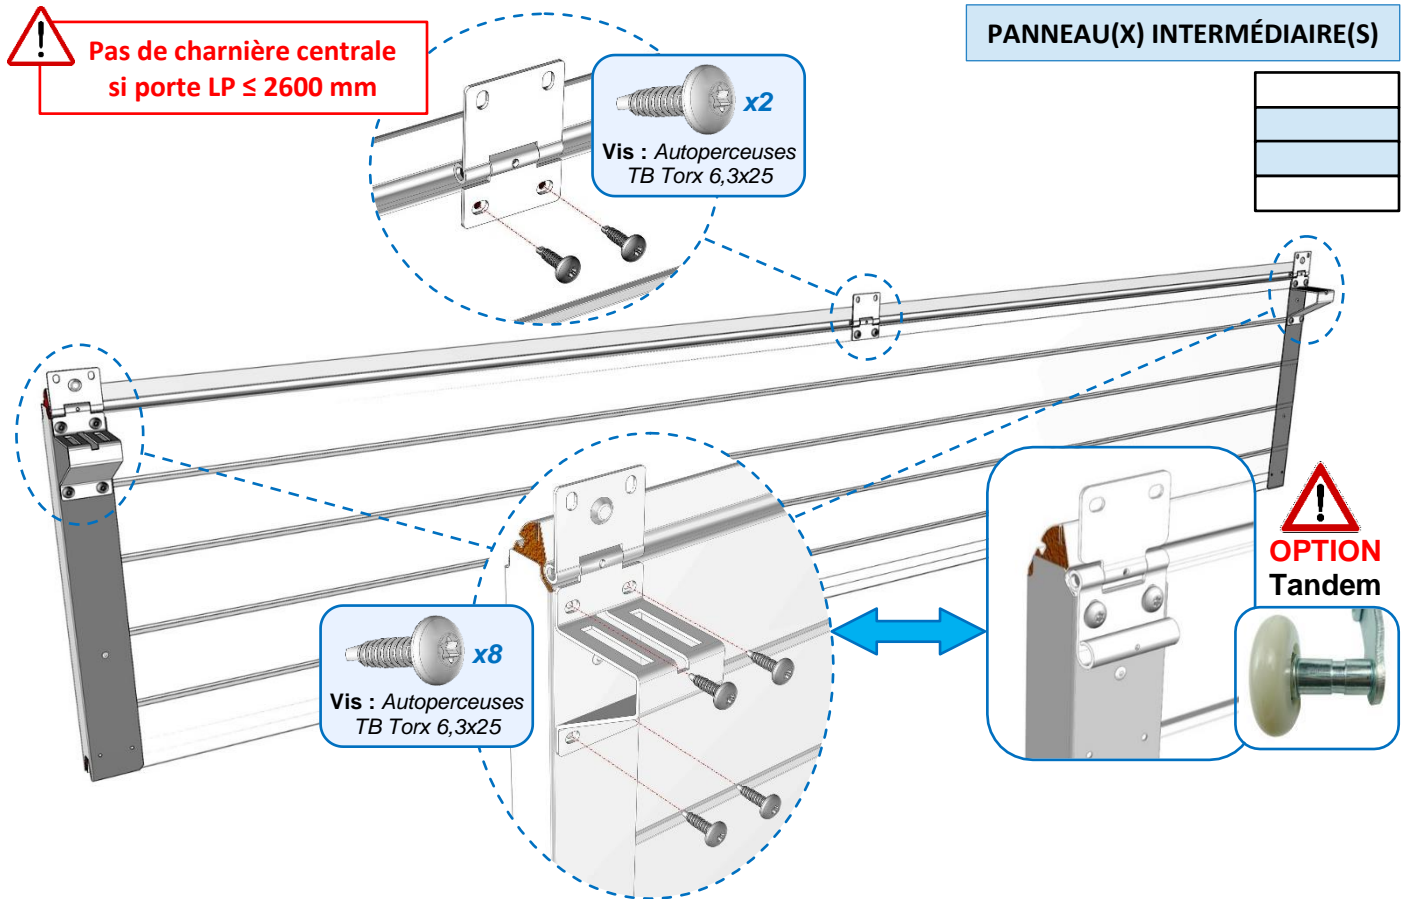 Pas de charnière centrale
si porte LP ≤ 2600 mm
PANNEAU(X) INTERMÉDIAIRE(S)
x2
Vis : Autoperceuses
TB Torx 6,3x25
x8
Vis : Autoperceuses
TB Torx 6,3x25
OPTION
Tandem